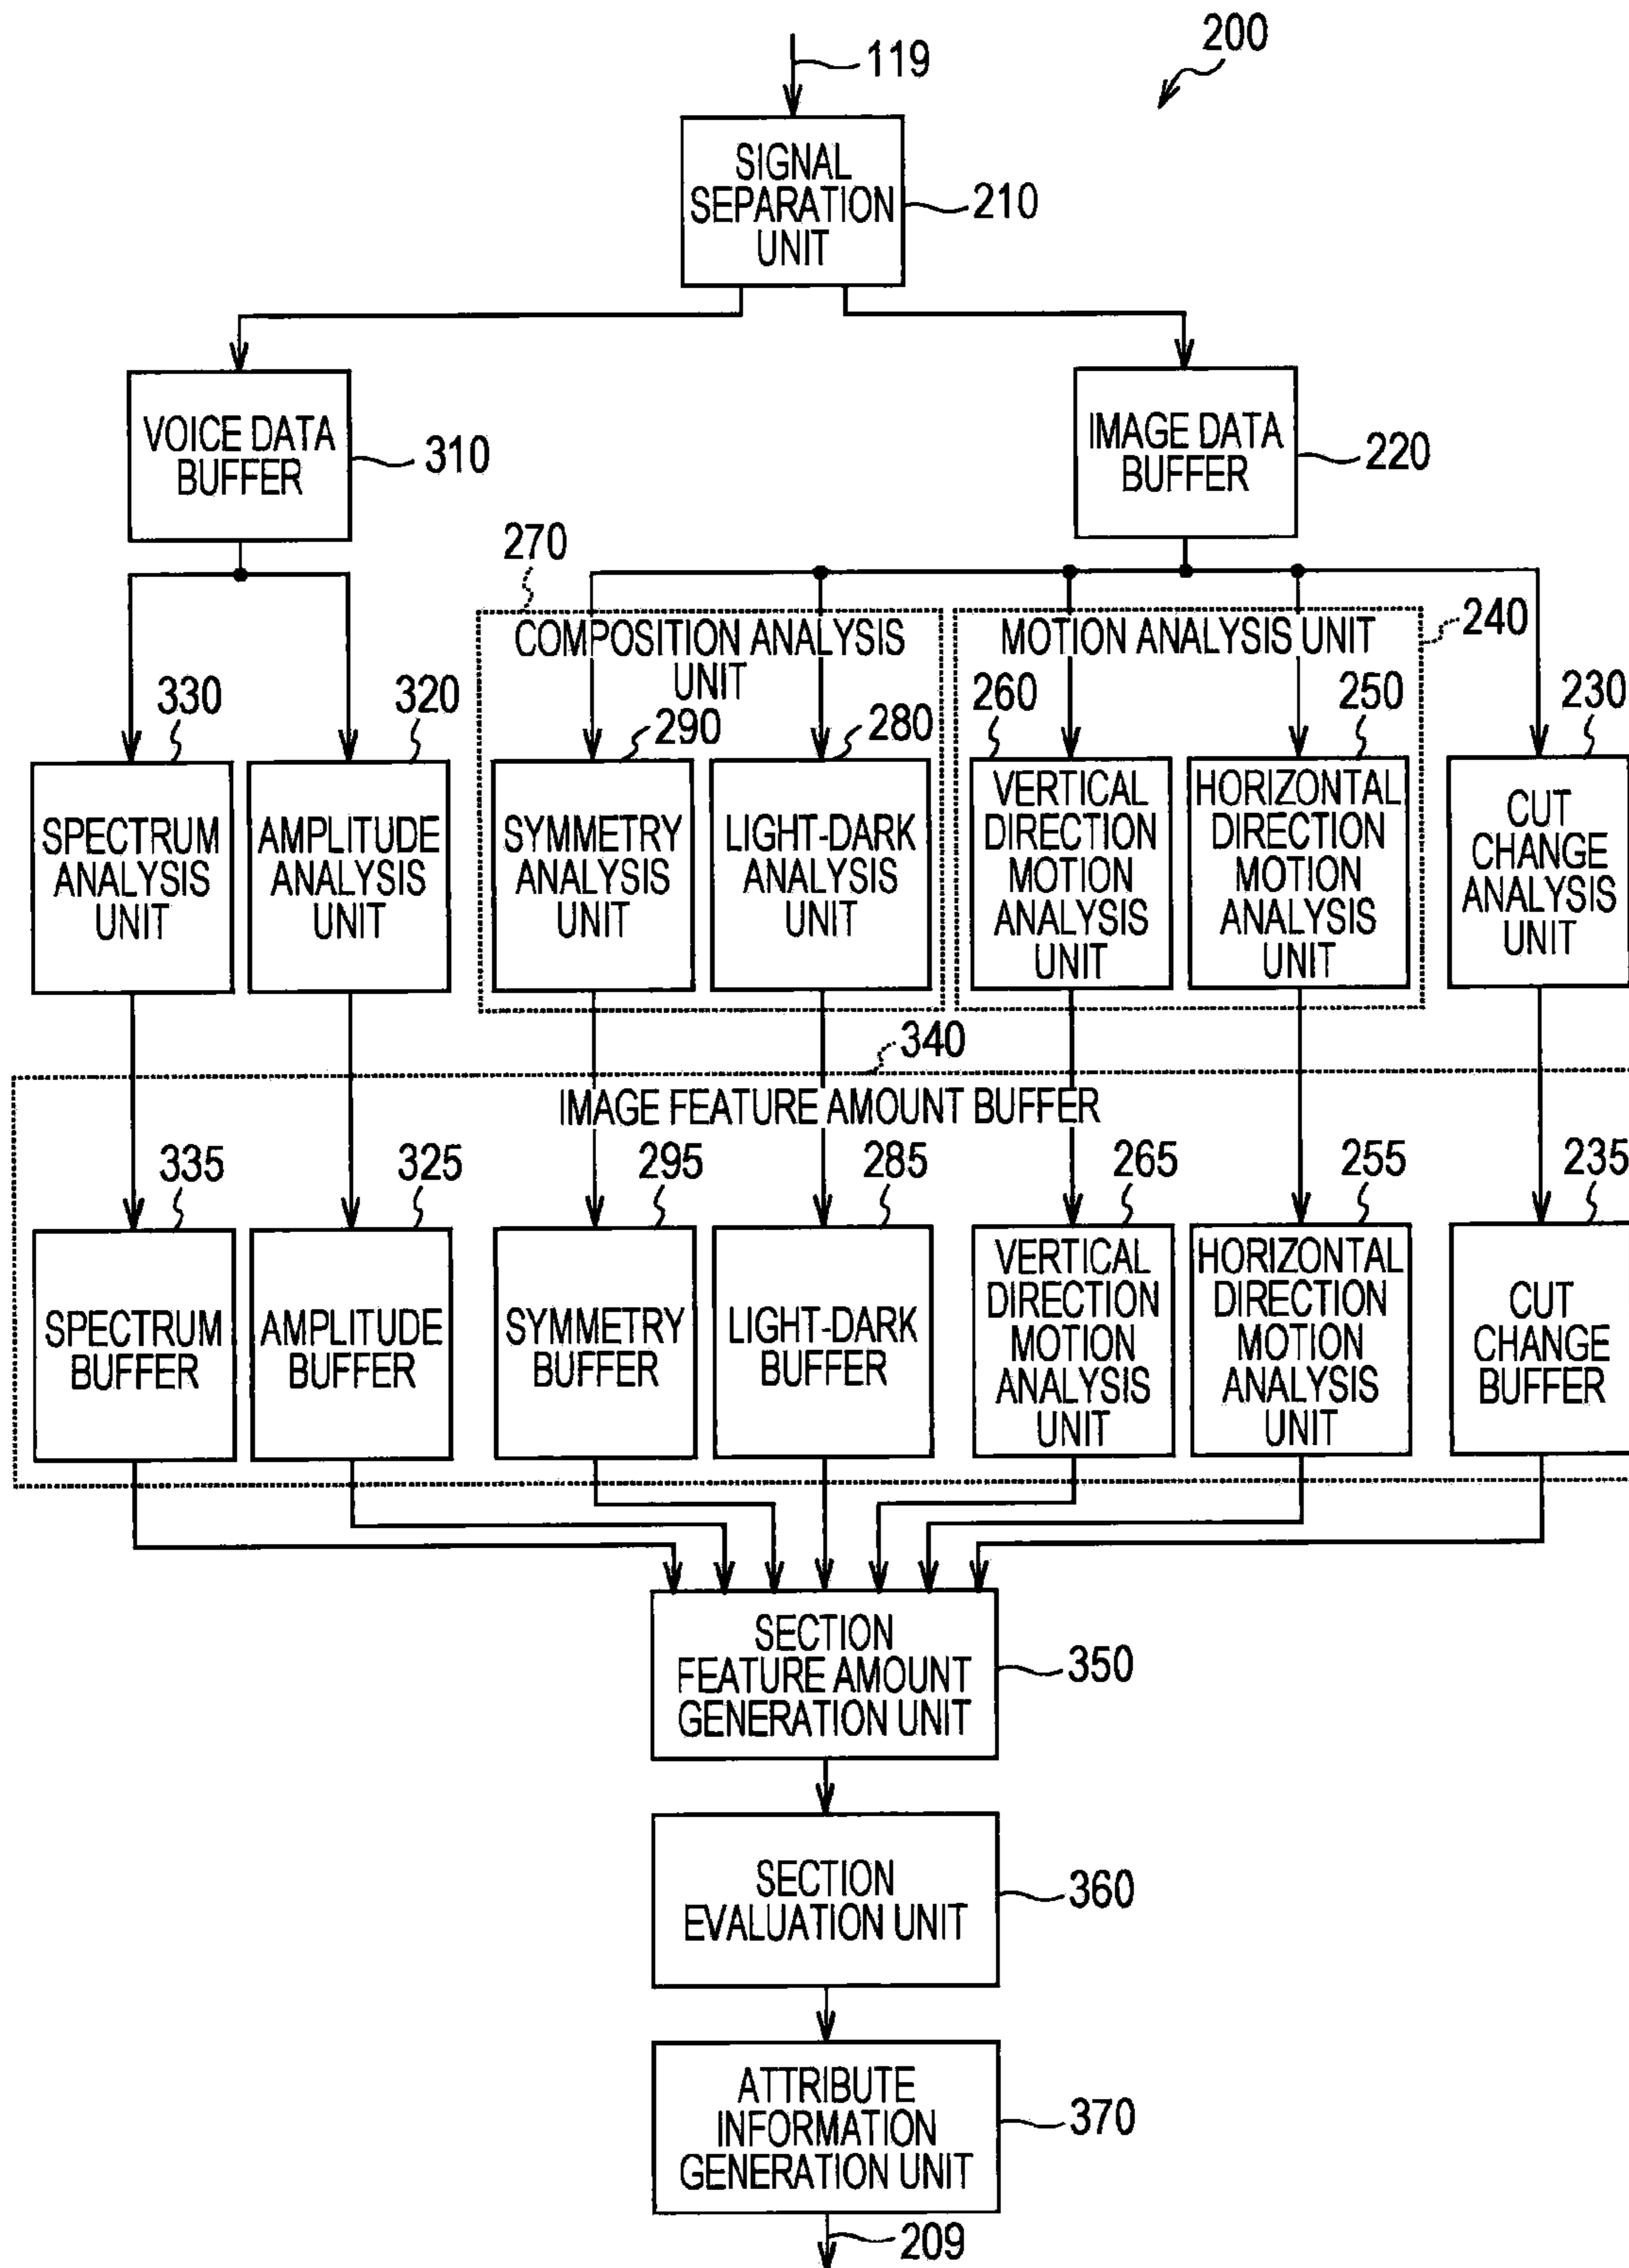 200
119
SIGNAL
SEPARATION
UNIT
210
VOICE DATA
BUFFER
310
IMAGE DATA
BUFFER
220
270
COMPOSITION ANALYSIS
UNIT
MOTION ANALYSIS UNIT
240
330
320
290
280
260
250
230
SPECTRUM
ANALYSIS
UNIT
AMPLITUDE
ANALYSIS
UNIT
SYMMETRY
ANALYSIS
UNIT
LIGHT-DARK
ANALYSIS
UNIT
VERTICAL
DIRECTION
MOTION
ANALYSIS
UNIT
HORIZONTAL
DIRECTION
MOTION
ANALYSIS
UNIT
CUT
CHANGE
ANALYSIS
UNIT
340
IMAGE FEATURE AMOUNT BUFFER
335
325
295
285
265
255
235
SPECTRUM
BUFFER
AMPLITUDE
BUFFER
SYMMETRY
BUFFER
LIGHT-DARK
BUFFER
VERTICAL
DIRECTION
MOTION
ANALYSIS
UNIT
HORIZONTAL
DIRECTION
MOTION
ANALYSIS
UNIT
CUT
CHANGE
BUFFER
SECTION
FEATURE AMOUNT
GENERATION UNIT
350
SECTION
EVALUATION UNIT
360
ATTRIBUTE
INFORMATION
GENERATION UNIT
370
209